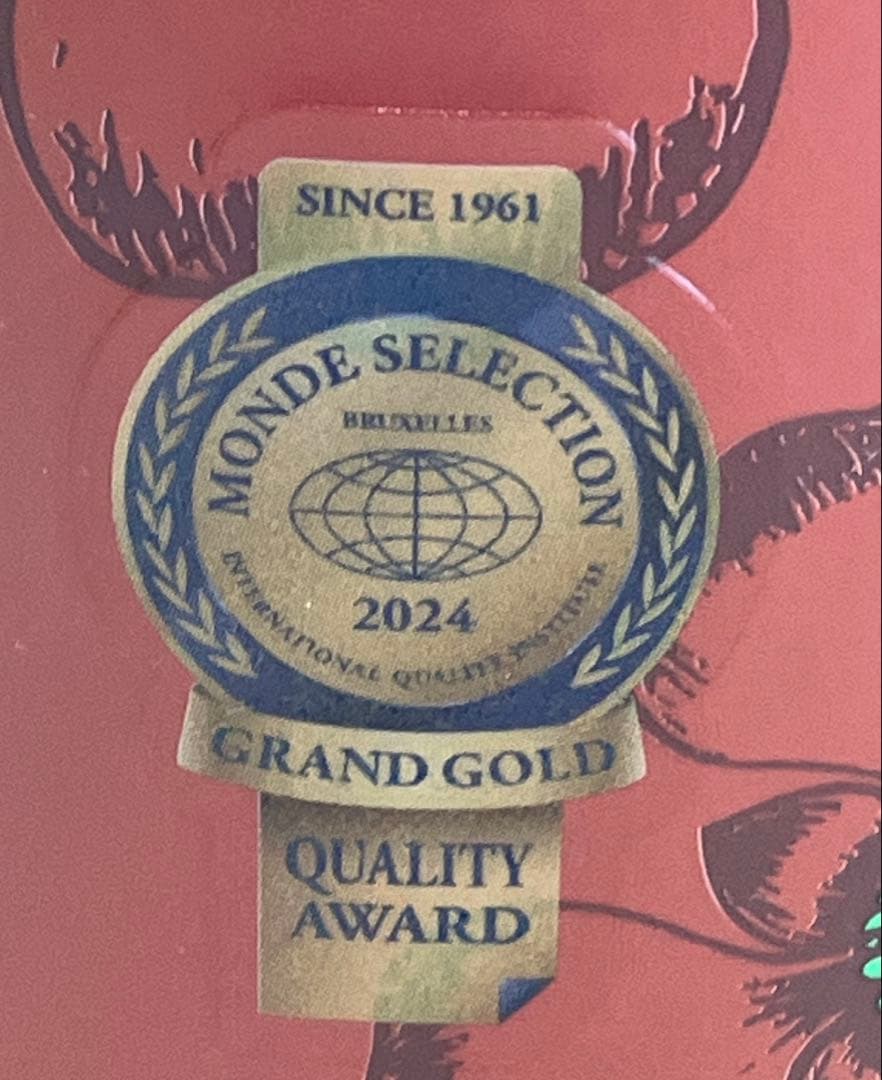 SINCE 1961
MONDE SELECTION
BRUXELLES
2024
INTERNATIONAL QUALITY INSTITUTE
GRAND GOLD
QUALITY
AWARD